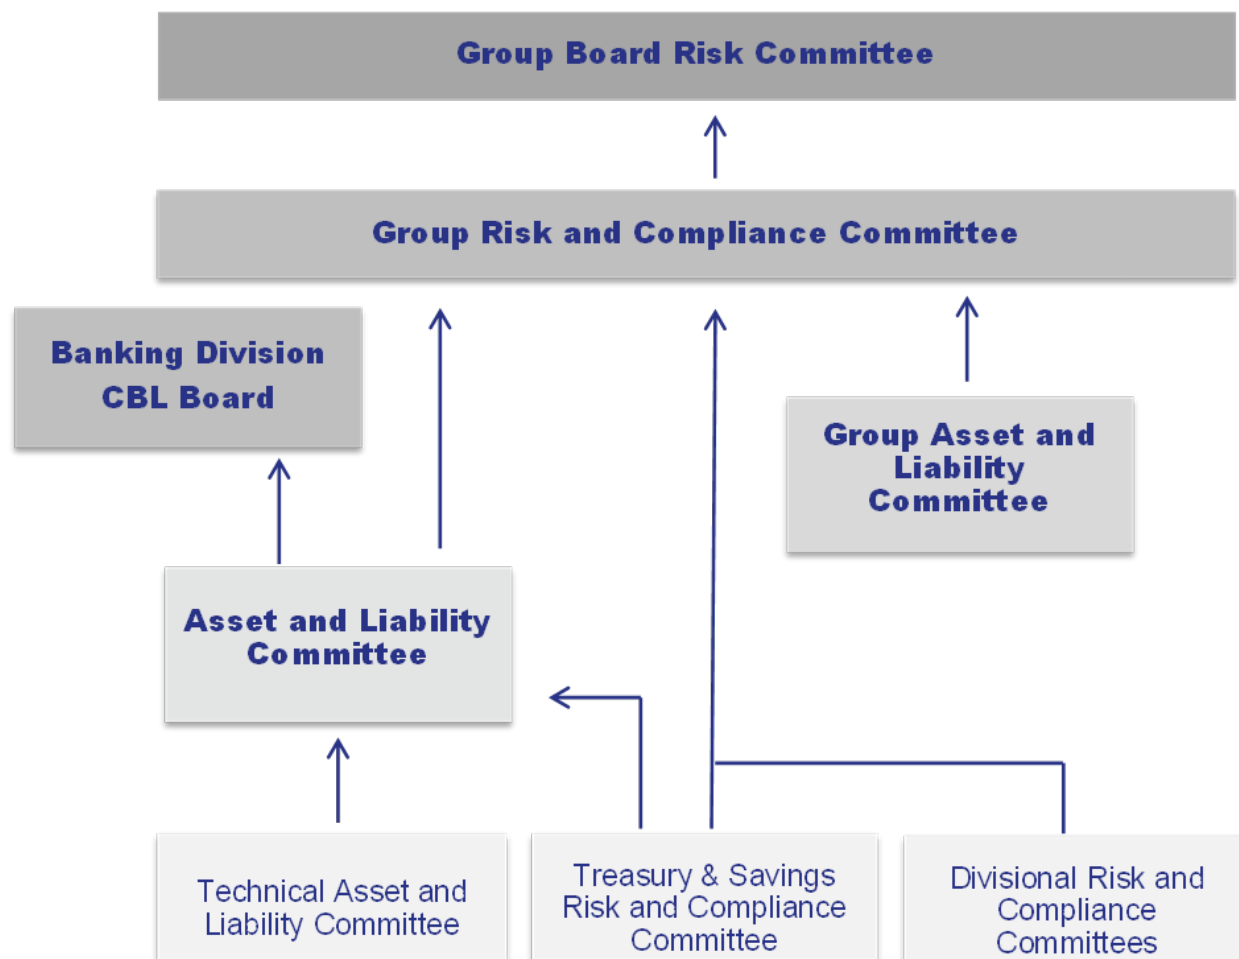 Group Board Risk Committee
Group Risk and Compliance Committee
Banking Division
CBL Board
Group Asset and
Liability
Committee
Asset and Liability
Committee
Technical Asset and
Liability Committee
Treasury & Savings
Risk and Compliance
Committee
Divisional Risk and
Compliance
Committees